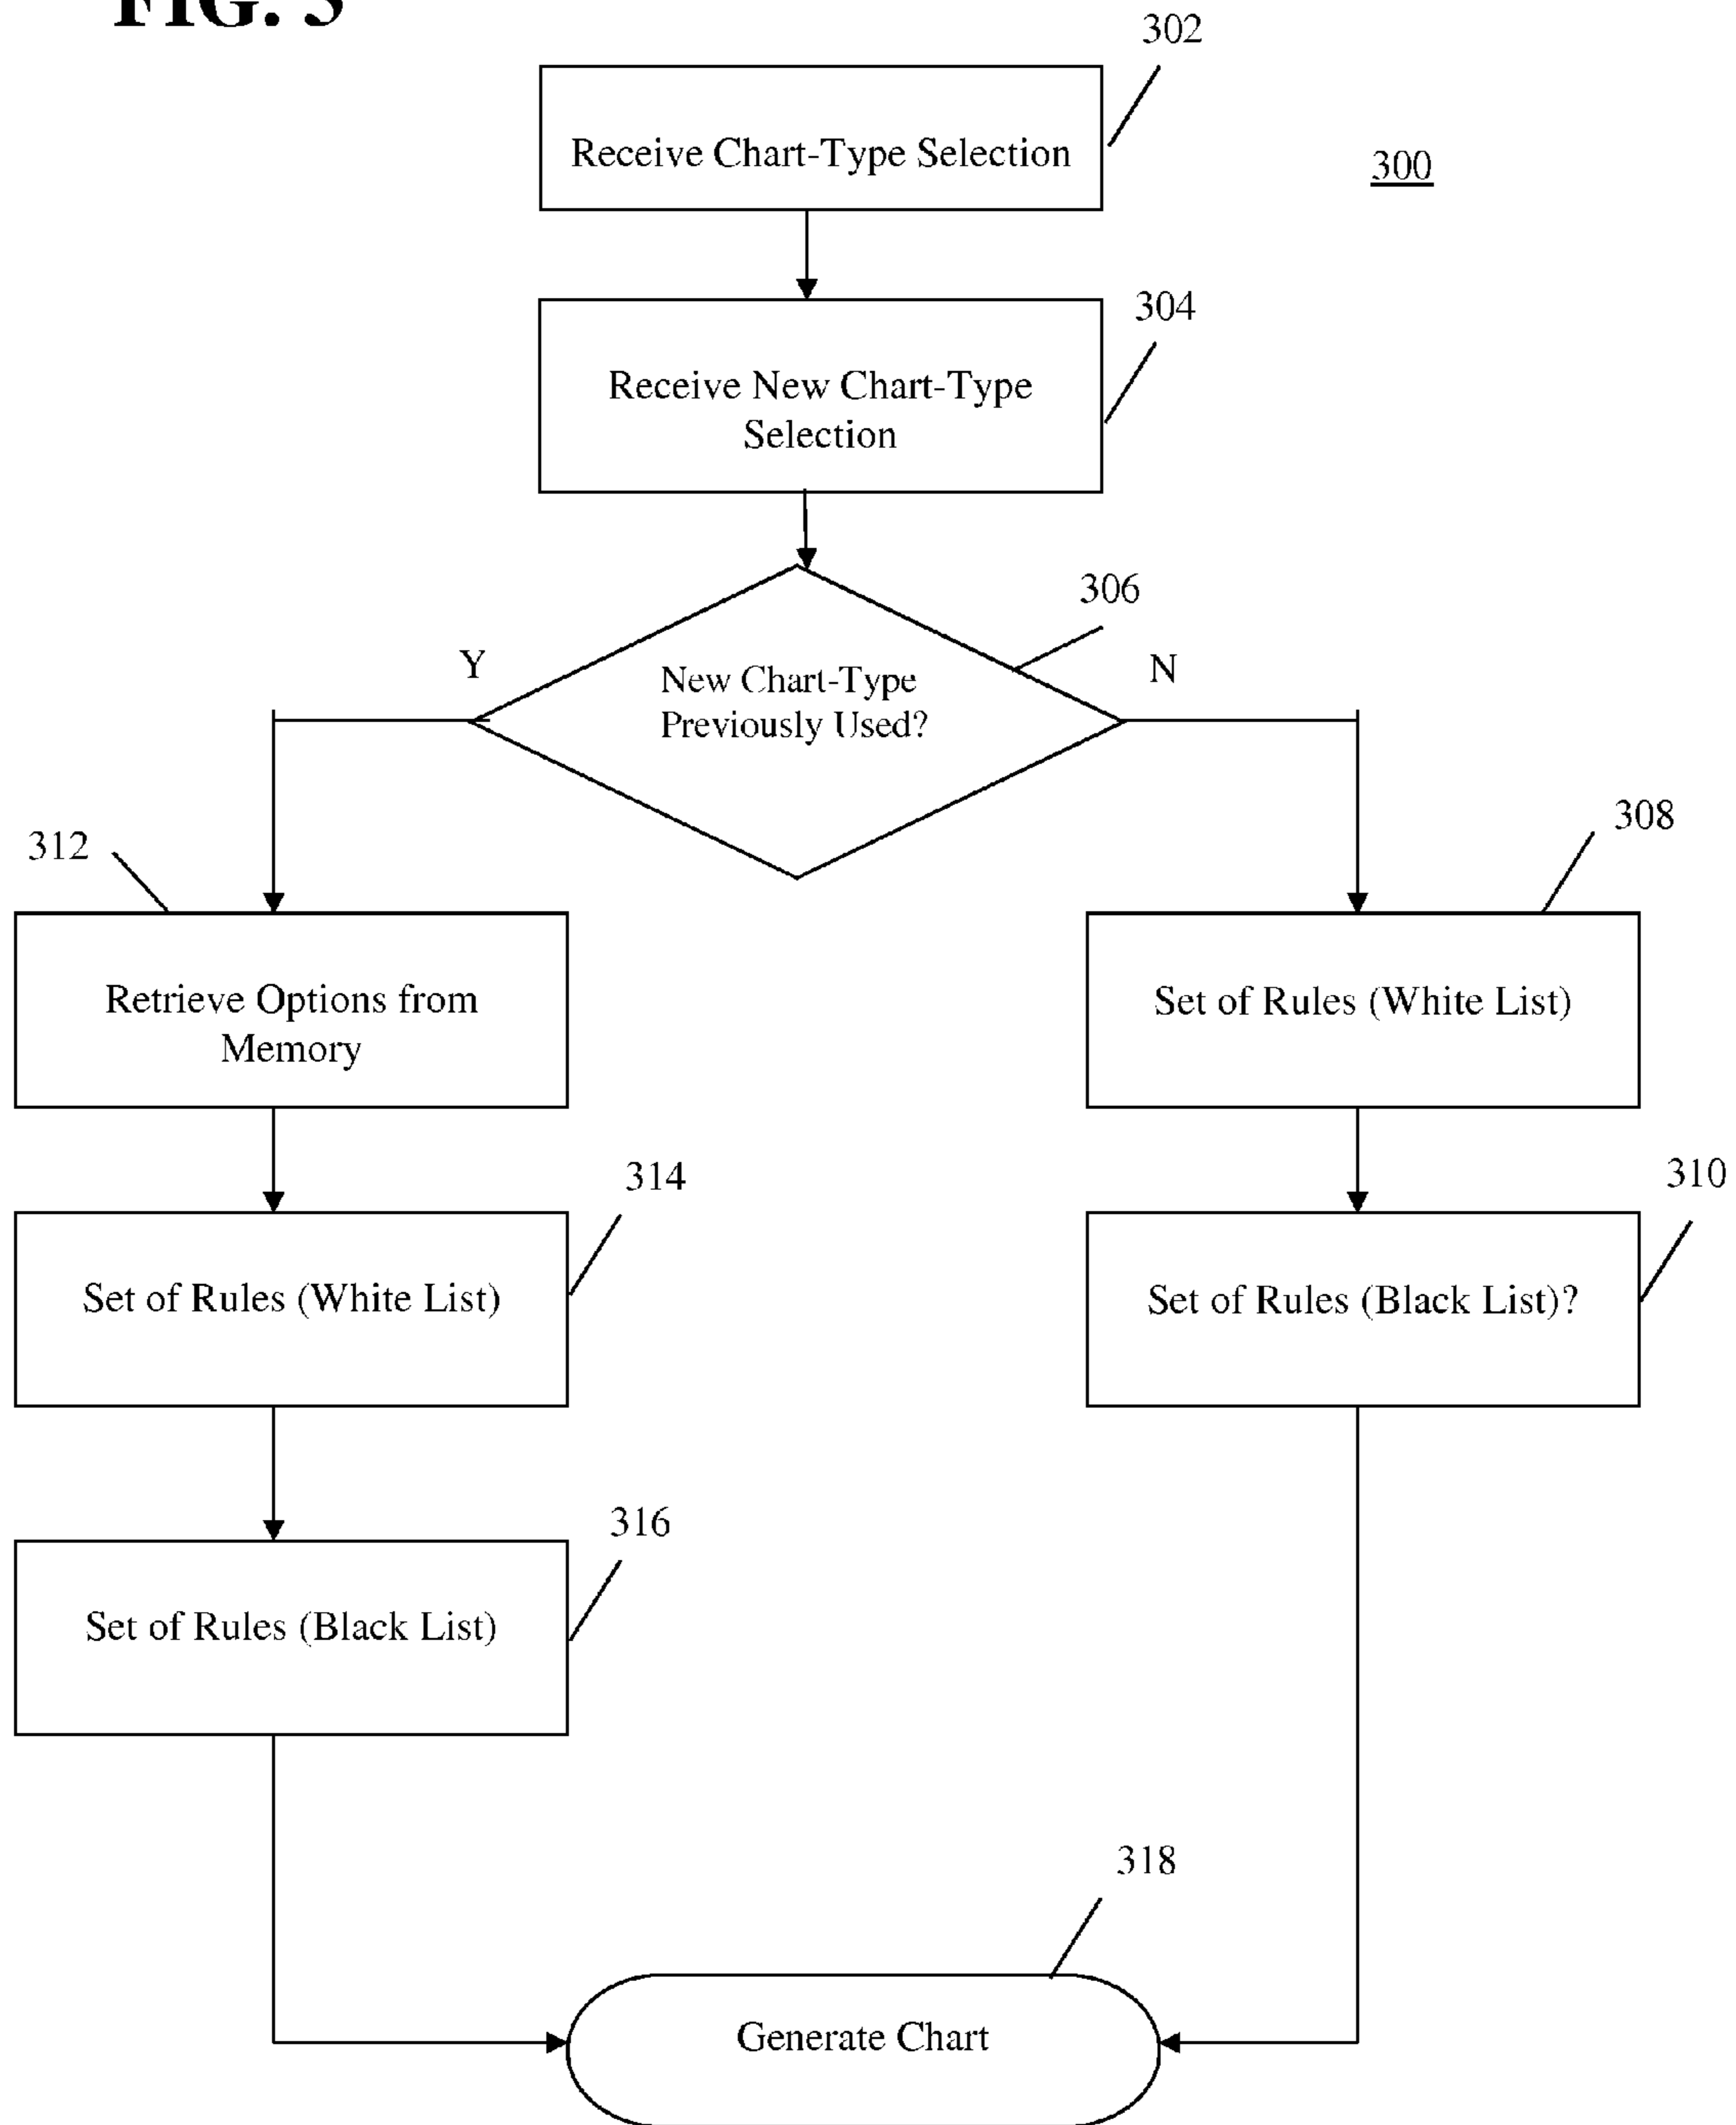 FIG. 3
302
Receive Chart-Type Selection
300
304
Receive New Chart-Type
Selection
306
Y
N
New Chart-Type
Previously Used?
312
308
Retrieve Options from
Memory
Set of Rules (White List)
314
310
Set of Rules (White List)
Set of Rules (Black List)?
316
Set of Rules (Black List)
318
Generate Chart